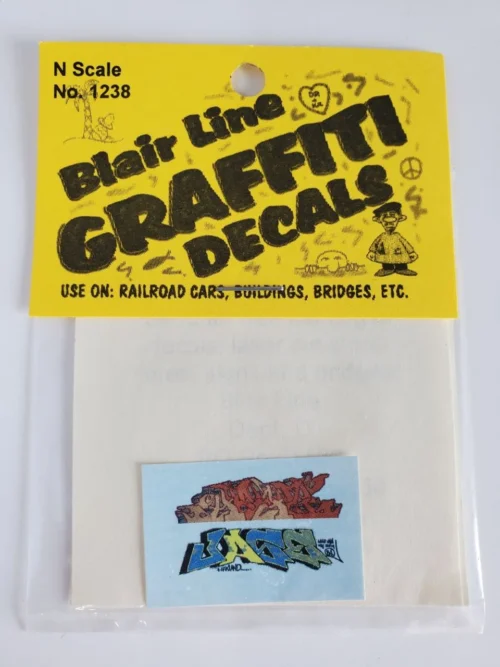 N Scale
No. 1238
Blair Line
GRAFFITI
DECALS
USE ON: RAILROAD CARS, BUILDINGS, BRIDGES, ETC.